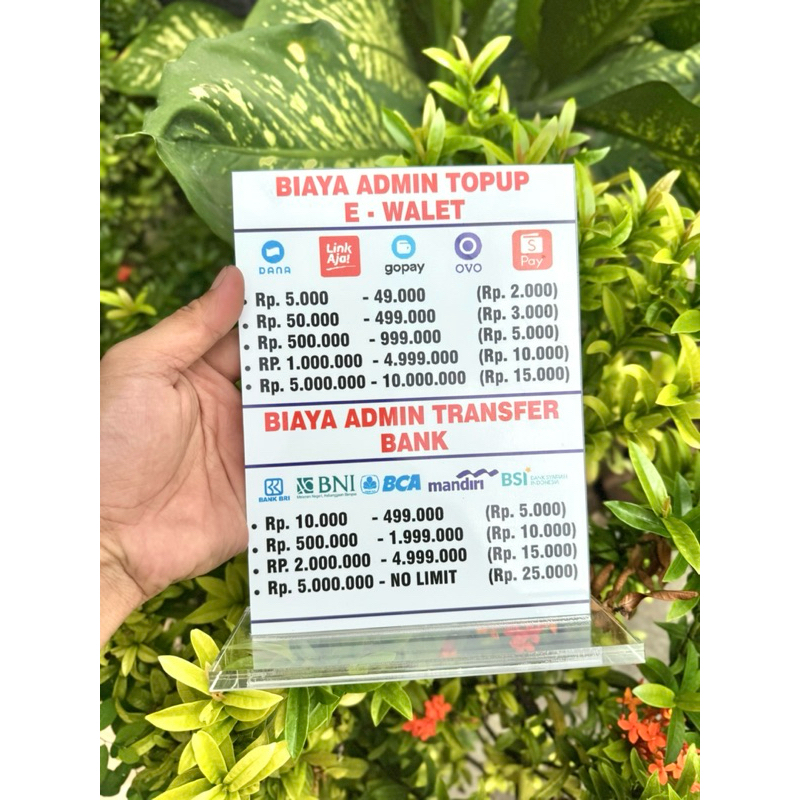 BIAYA ADMIN TOPUP
E - WALET
DANA Link Aja! gopay OVO S Pay
• Rp. 5.000 - 49.000 (Rp. 2.000)
• Rp. 50.000 - 499.000 (Rp. 3.000)
• Rp. 500.000 - 999.000 (Rp. 5.000)
• RP. 1.000.000 - 4.999.000 (Rp. 10.000)
• Rp. 5.000.000 - 10.000.000 (Rp. 15.000)
BIAYA ADMIN TRANSFER
BANK
BANK BRI BNI BCA mandiri BSI BANK SYARIAH INDONESIA
• Rp. 10.000 - 499.000 (Rp. 5.000)
• Rp. 500.000 - 1.999.000 (Rp. 10.000)
• RP. 2.000.000 - 4.999.000 (Rp. 15.000)
• Rp. 5.000.000 - NO LIMIT (Rp. 25.000)